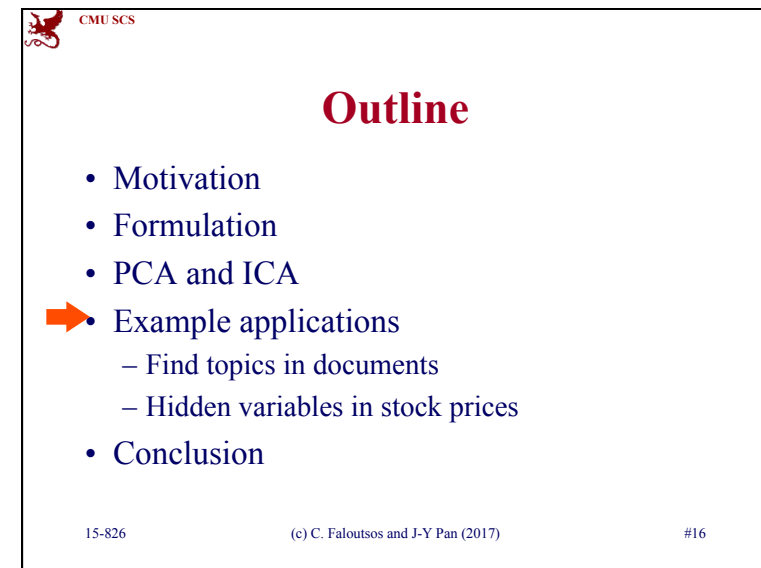 CMU SCS
Outline
• Motivation
• Formulation
• PCA and ICA
• Example applications
– Find topics in documents
– Hidden variables in stock prices
• Conclusion
15-826 (c) C. Faloutsos and J-Y Pan (2017) #16